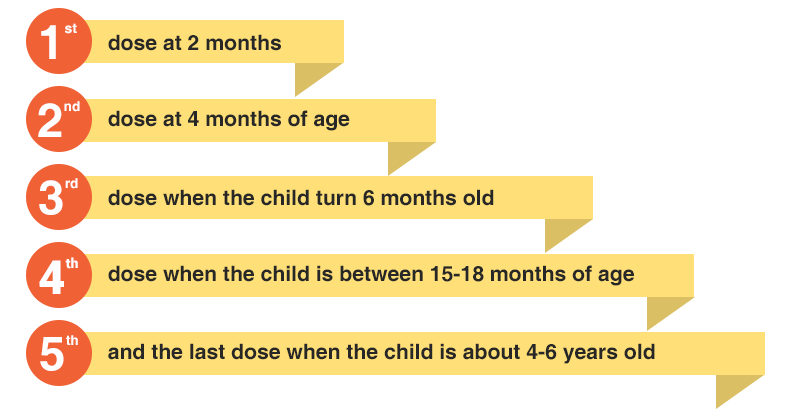 1st dose at 2 months
2nd dose at 4 months of age
3rd dose when the child turn 6 months old
4th dose when the child is between 15-18 months of age
5th and the last dose when the child is about 4-6 years old